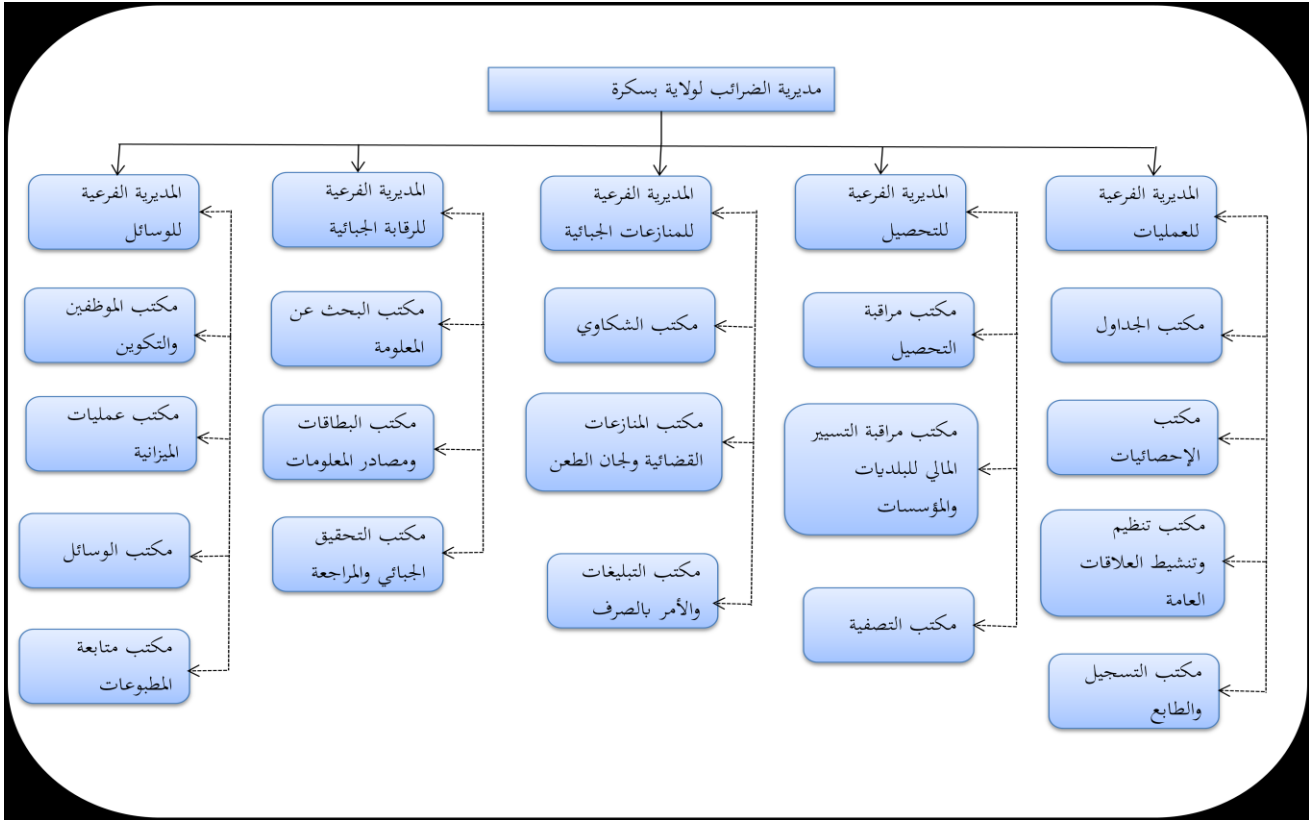 مديرية الضرائب لولاية بسكرة
المديرية الفرعية
للعمليات
مكتب الجداول
مكتب
الإحصائيات
مكتب تنظيم
وتنشيط العلاقات
العامة
مكتب التسجيل
والطابع
المديرية الفرعية
للتحصيل
مكتب مراقبة
التحصيل
مكتب مراقبة التسيير
المالي للبلديات
والمؤسسات
مكتب التصفية
المديرية الفرعية
للمنازعات الجبائية
مكتب الشكاوي
مكتب المنازعات
القضائية ولجان الطعن
مكتب التبليغات
والأمر بالصرف
المديرية الفرعية
للرقابة الجبائية
مكتب البحث عن
المعلومة
مكتب البطاقات
ومصادر المعلومات
مكتب التحقيق
الجبائي والمراجعة
المديرية الفرعية
للوسائل
مكتب الموظفين
والتكوين
مكتب عمليات
الميزانية
مكتب الوسائل
مكتب متابعة
المطبوعات